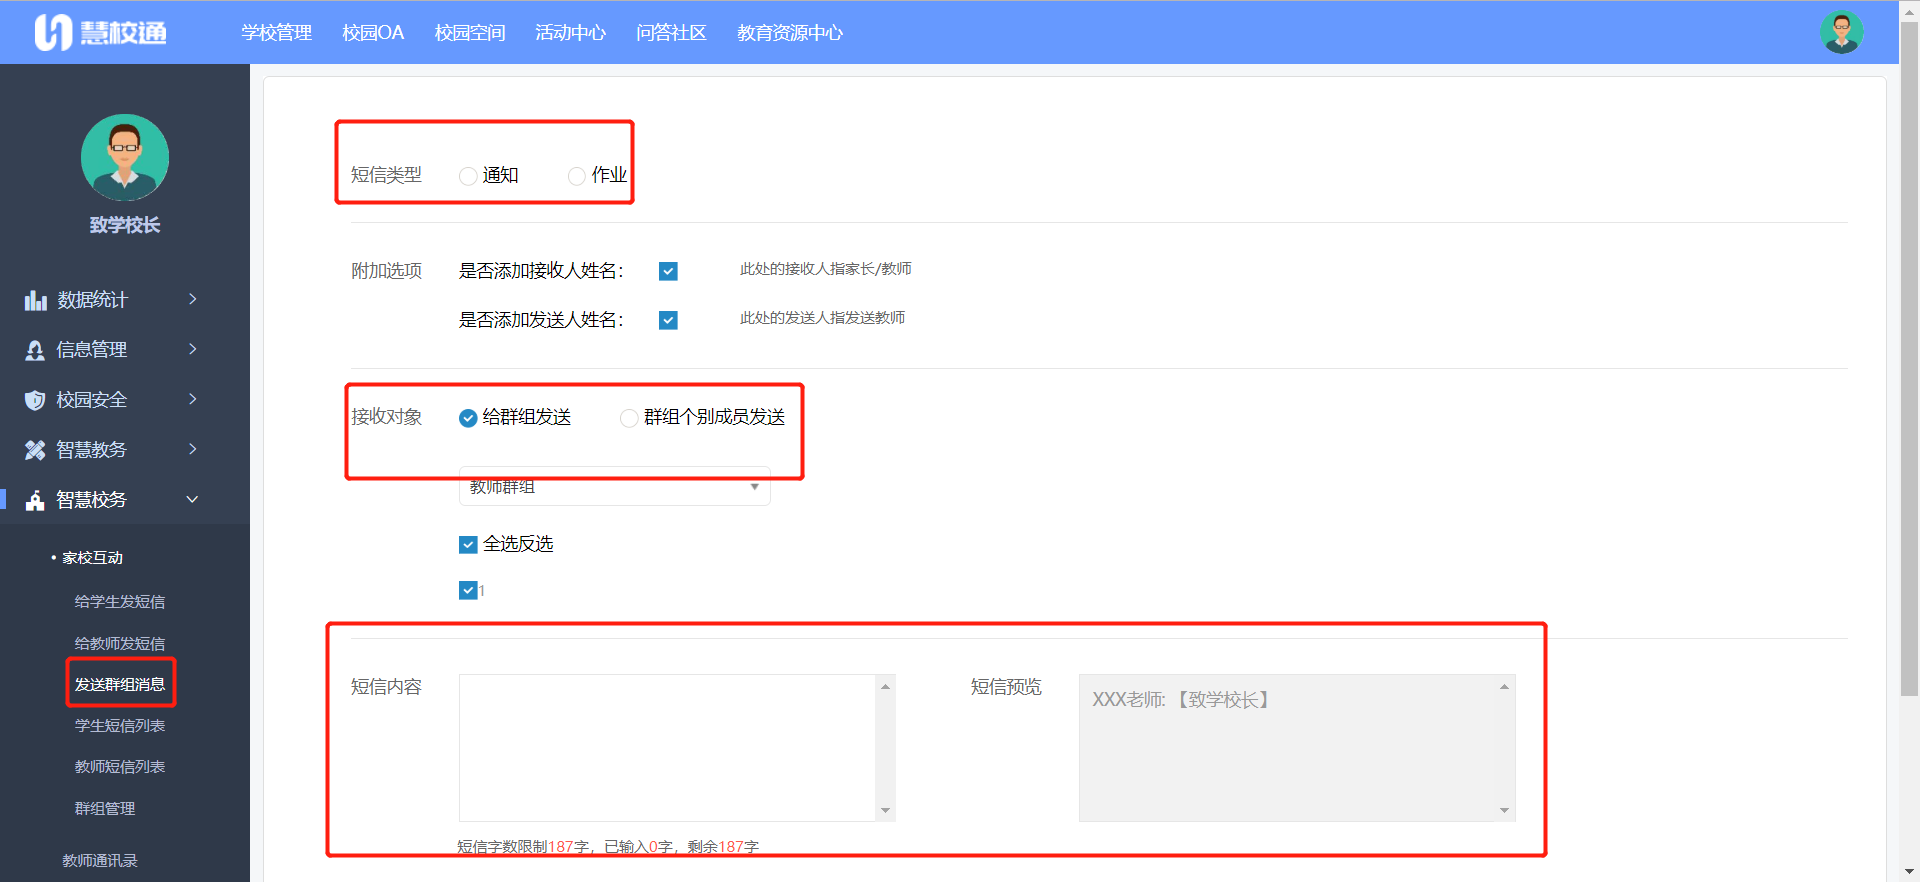 慧校通
学校管理 校园OA 校园空间 活动中心 问答社区 教育资源中心
致学校长
数据统计
信息管理
校园安全
智慧教务
智慧校务
家校互动
给学生发短信
给教师发短信
发送群组消息
学生短信列表
教师短信列表
群组管理
教师通讯录
短信类型 通知 作业
附加选项 是否添加接收人姓名： 此处的接收人指家长/教师
是否添加发送人姓名： 此处的发送人指发送教师
接收对象 给群组发送 群组个别成员发送
教师群组
全选反选
1
短信内容
短信预览 XXX老师: 【致学校长】
短信字数限制187字，已输入0字，剩余187字